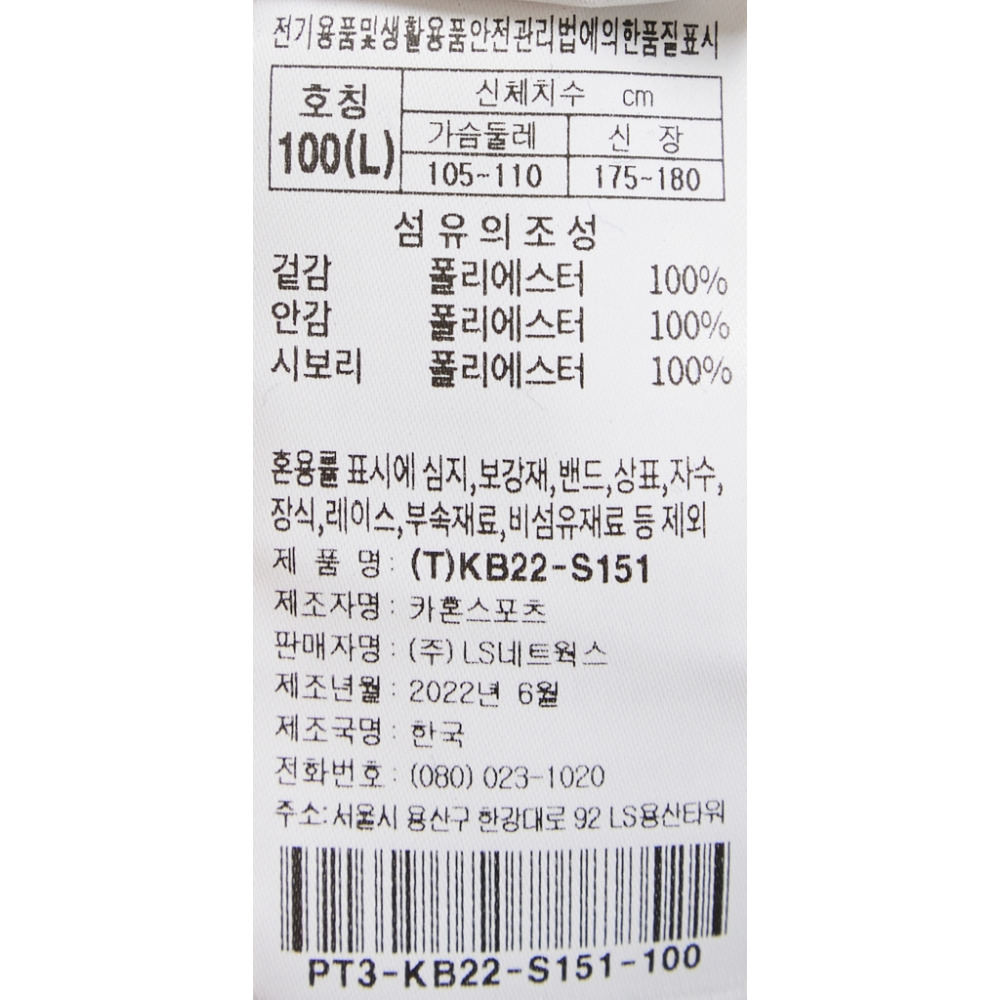 전기용품및생활용품안전관리법에의한품질표시
호칭 신체치수 cm
100(L) 가슴둘레 신 장
105~110 175~180
섬유의조성
겉감 폴리에스터 100%
안감 폴리에스터 100%
시보리 폴리에스터 100%
혼용률 표시에 심지,보강재,밴드,상표,자수,
장식,레이스,부속재료,비섬유재료 등 제외
제 품 명 : (T)KB22-S151
제조자명 : 카혼스포츠
판매자명 : (주) LS네트웍스
제조년월 : 2022년 6월
제조국명 : 한국
전화번호 : (080) 023-1020
주소: 서울시 용산구 한강대로 92 LS용산타워
PT3-KB22-S151-100